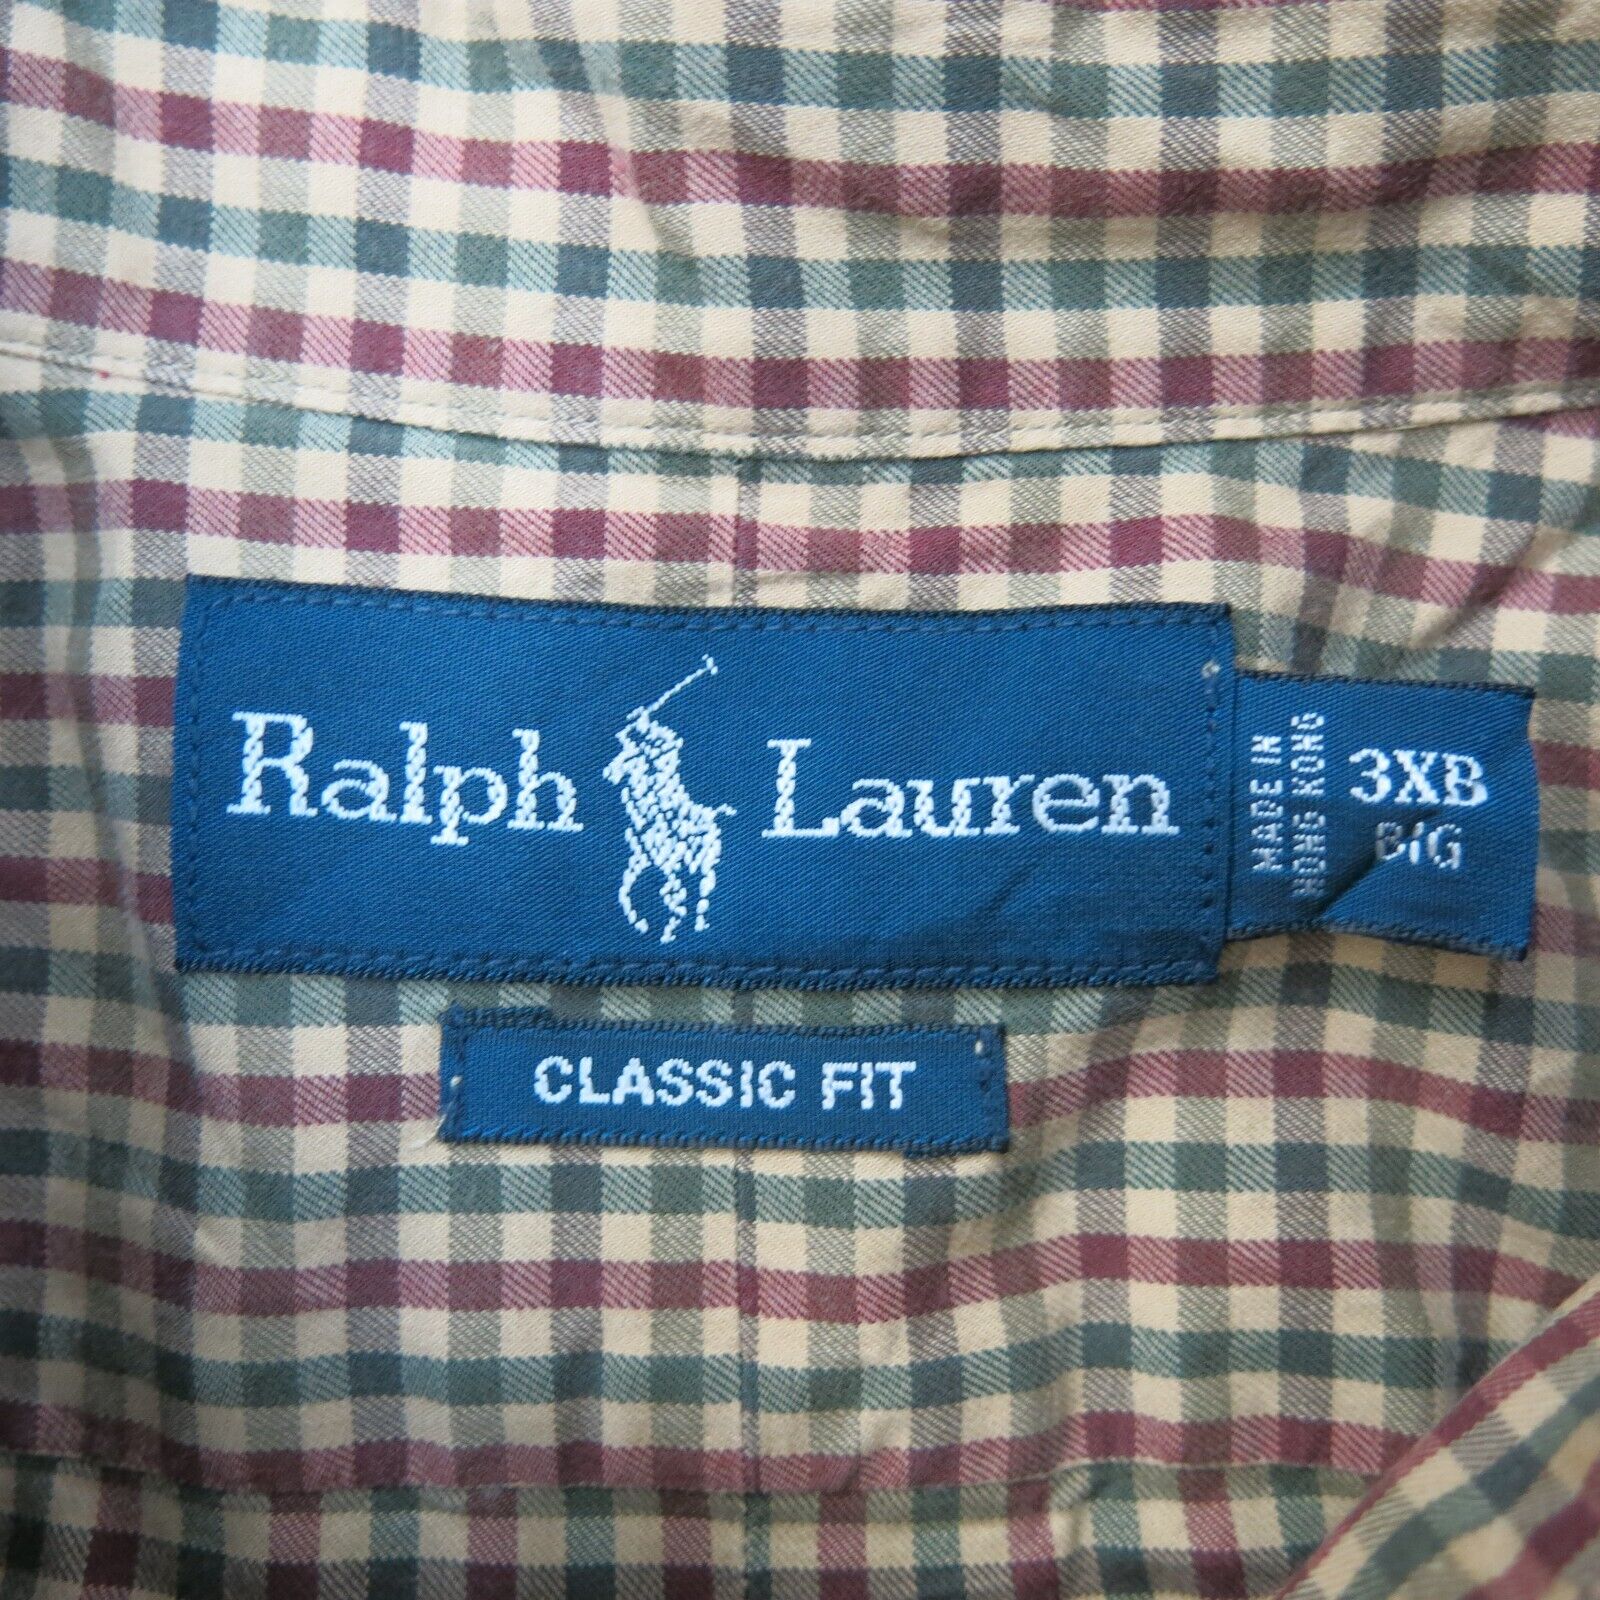 Ralph Lauren
MADE IN
HONG KONG
3XB
BIG
CLASSIC FIT